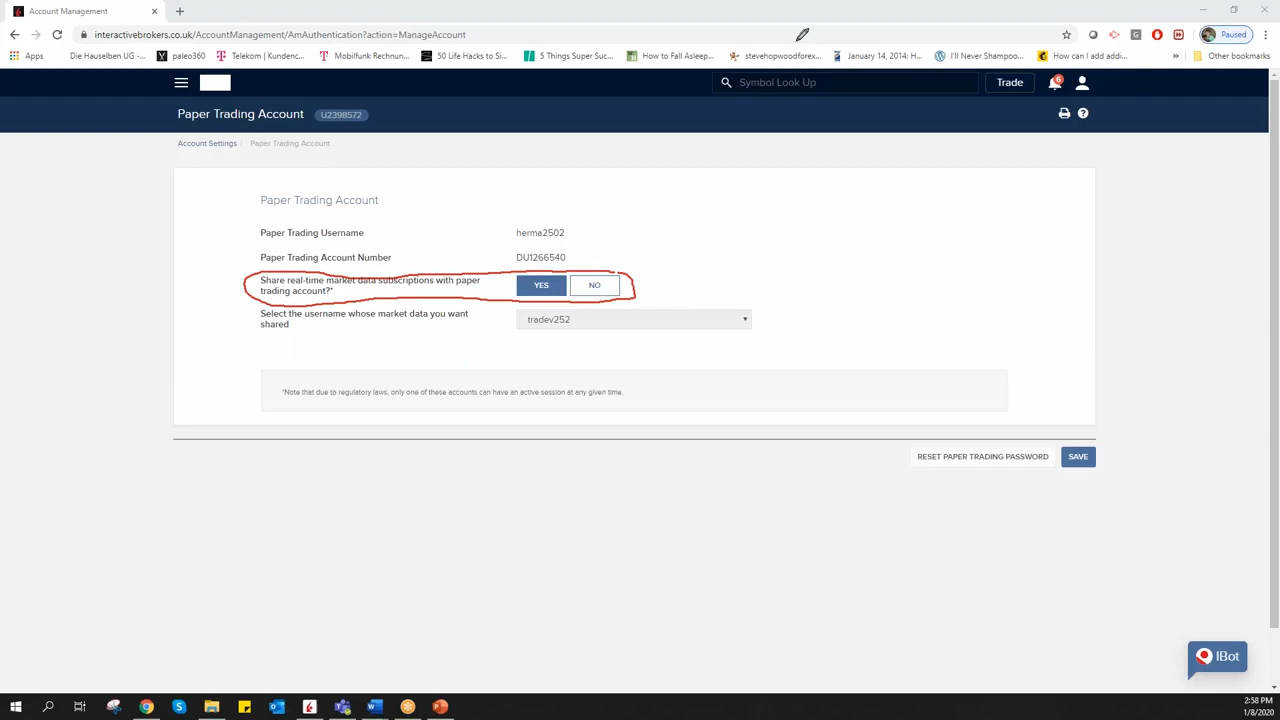 Account Management
interactivebrokers.co.uk/AccountManagement/AmAuthentication?action=ManageAccount
Paused
Apps
Die Hauselben UG - ...
paleo360
Telekom | Kundenc...
Mobilfunk Rechnun...
50 Life Hacks to Si...
5 Things Super Suc...
How to Fall Asleep...
stevehopwoodforex...
I'll Never Shampoo...
January 14, 2014: H...
How can I add addi...
»
Other bookmarks
Symbol Look Up
Trade
6
Paper Trading Account
U2398572
Account Settings / Paper Trading Account
Paper Trading Account
Paper Trading Username
herma2502
Paper Trading Account Number
DU1266540
Share real-time market data subscriptions with paper
trading account?*
YES
NO
Select the username whose market data you want
shared
tradev252
*Note that due to regulatory laws, only one of these accounts can have an active session at any given time.
RESET PAPER TRADING PASSWORD
SAVE
IBot
2:58 PM
1/8/2020